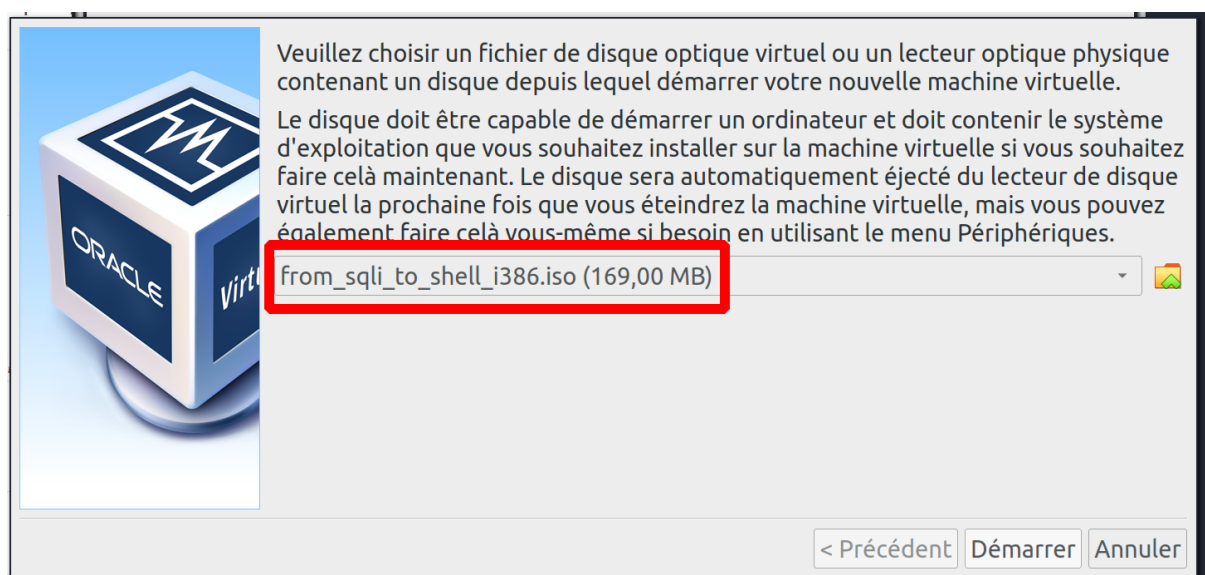 Veuillez choisir un fichier de disque optique virtuel ou un lecteur optique physique
contenant un disque depuis lequel démarrer votre nouvelle machine virtuelle.
Le disque doit être capable de démarrer un ordinateur et doit contenir le système
d'exploitation que vous souhaitez installer sur la machine virtuelle si vous souhaitez
faire celà maintenant. Le disque sera automatiquement éjecté du lecteur de disque
virtuel la prochaine fois que vous éteindrez la machine virtuelle, mais vous pouvez
également faire celà vous-même si besoin en utilisant le menu Périphériques.
ORACLE
Virt
from_sqli_to_shell_i386.iso (169,00 MB)
< Précédent Démarrer Annuler